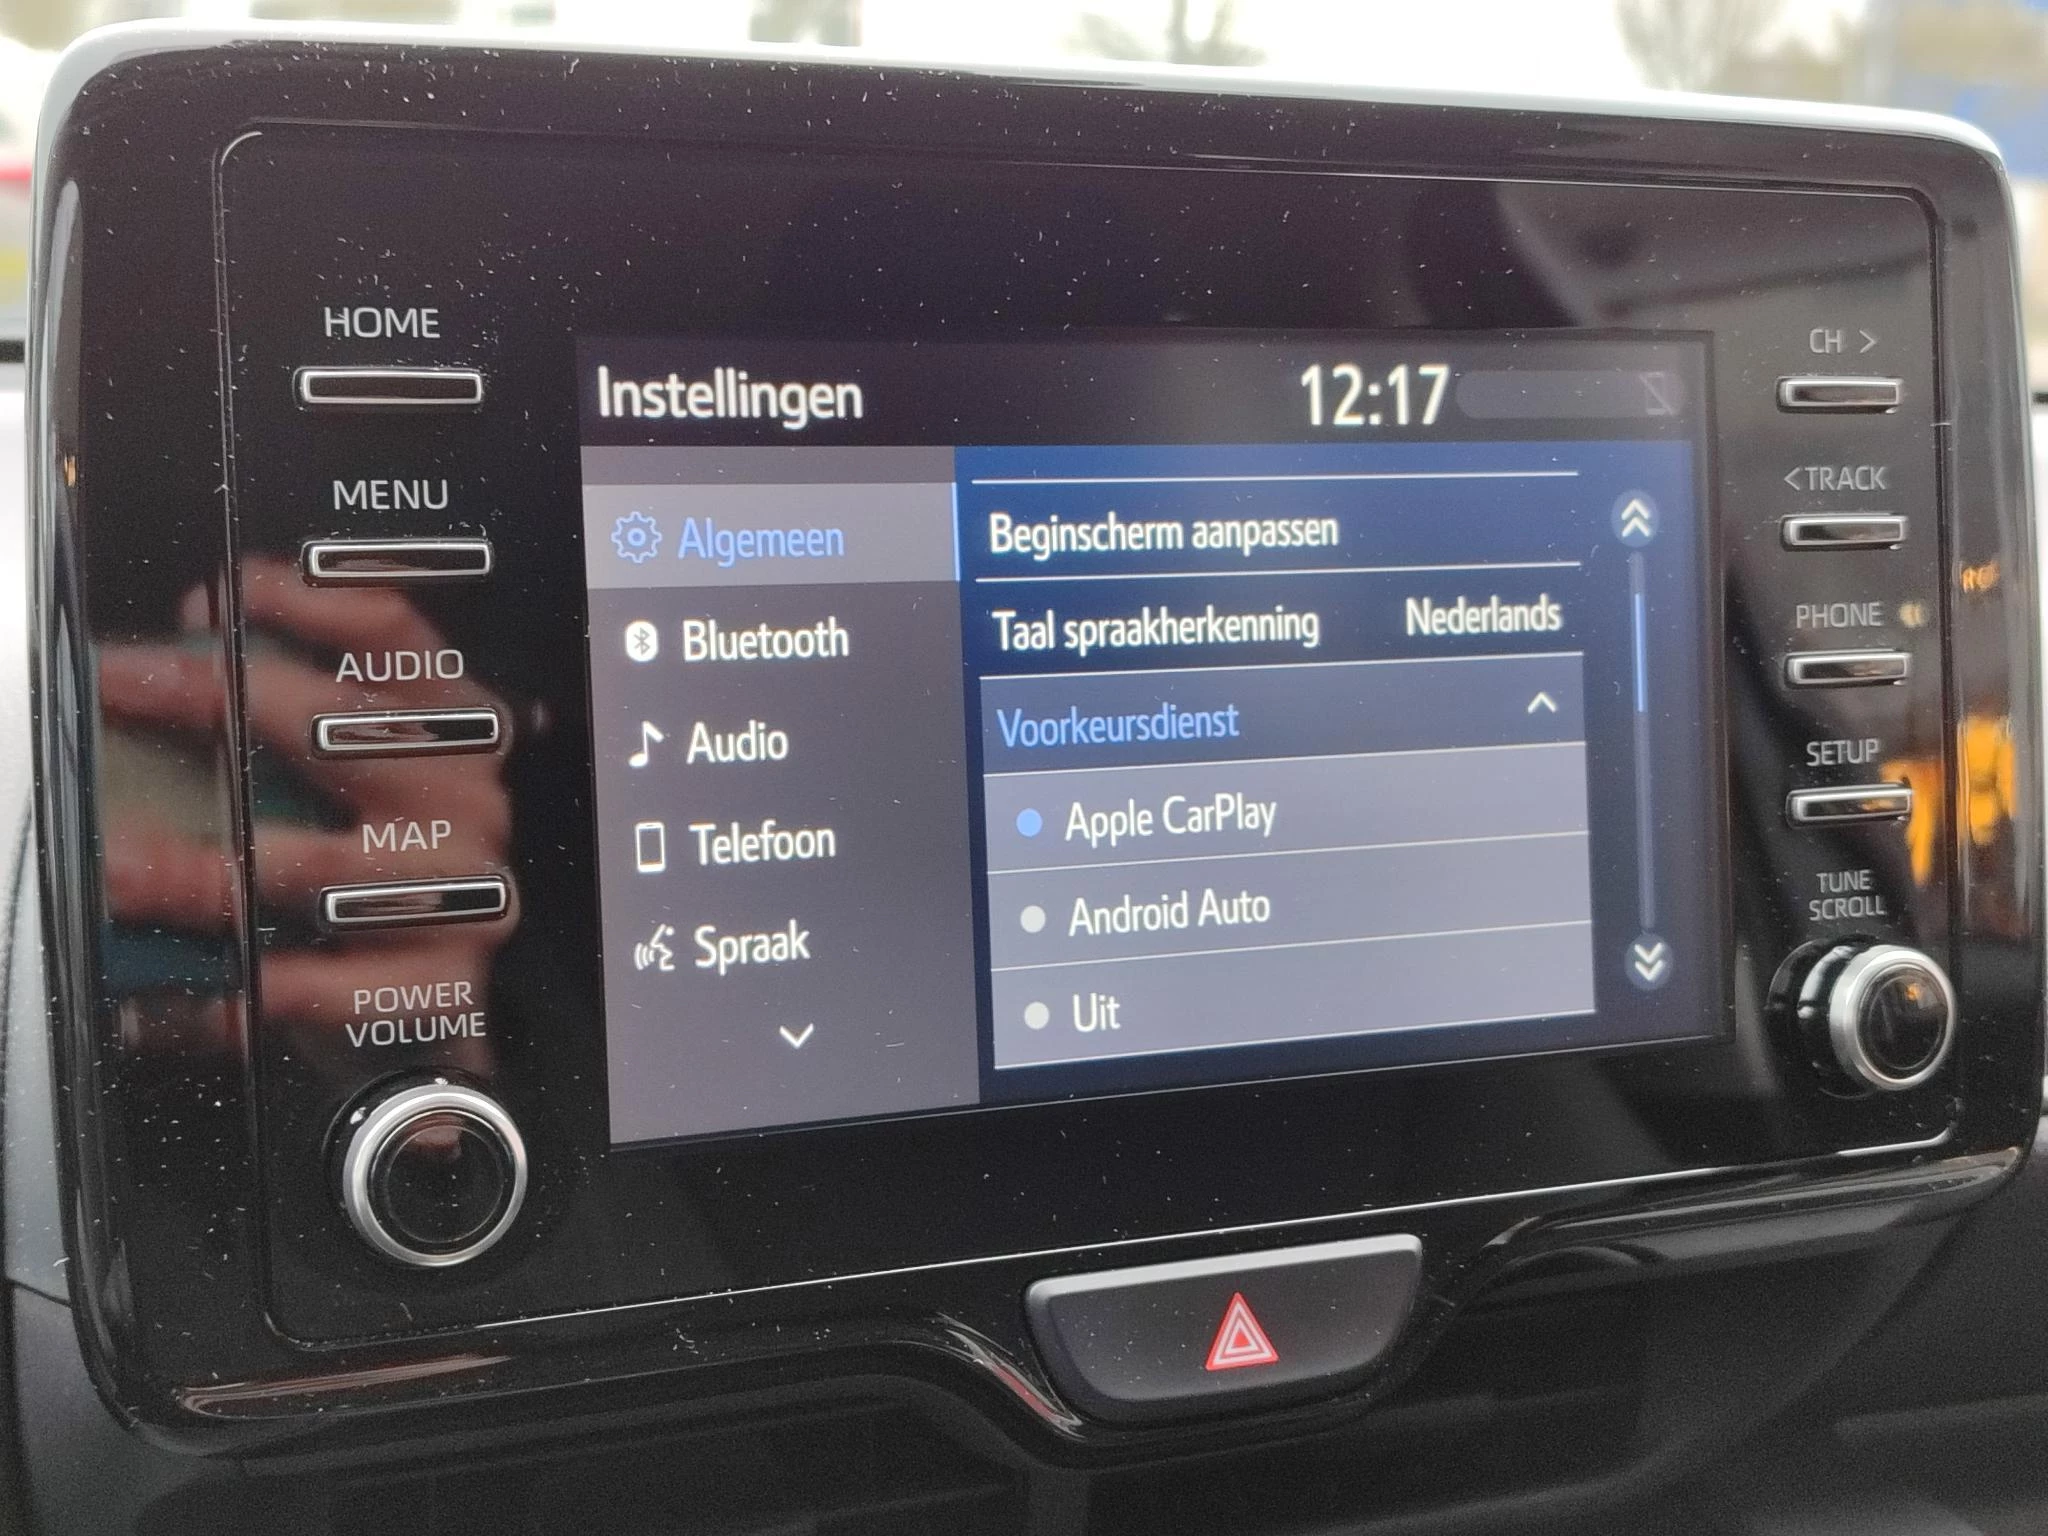 HOME
MENU
AUDIO
MAP
POWER
VOLUME
Instellingen
12:17
Algemeen
Bluetooth
Audio
Telefoon
Spraak
Beginscherm aanpassen
Taal spraakherkenning Nederlands
Voorkeursdienst
Apple CarPlay
Android Auto
Uit
CH >
< TRACK
PHONE
SETUP
TUNE
SCROLL